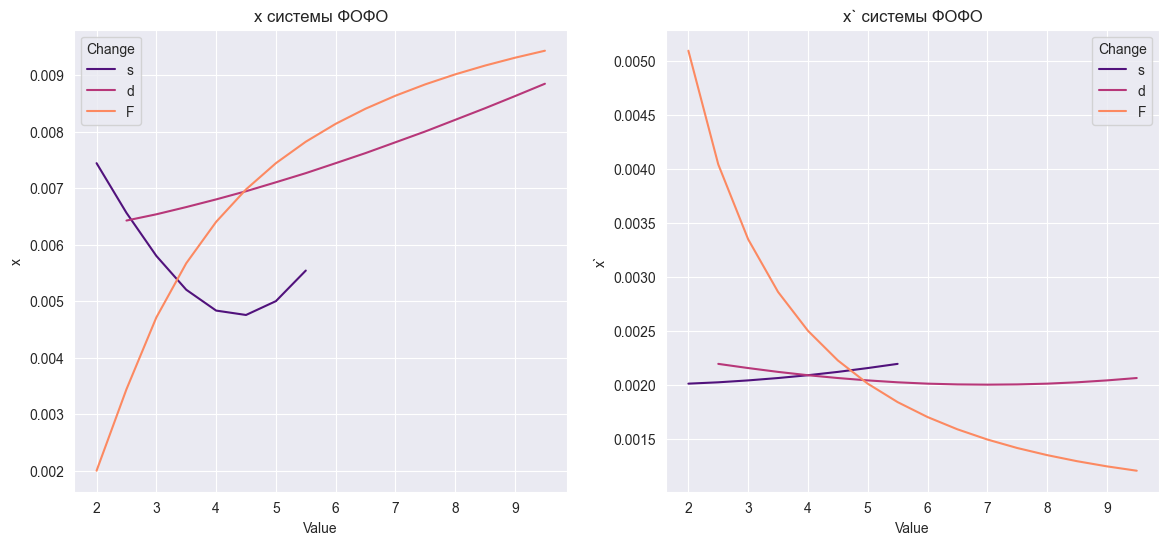 x системы ФОФО
Change
s
d
F
0.009
0.008
0.007
0.006
0.005
0.004
0.003
0.002
x
2 3 4 5 6 7 8 9
Value
x` системы ФОФО
Change
s
d
F
0.0050
0.0045
0.0040
0.0035
0.0030
0.0025
0.0020
0.0015
x`
2 3 4 5 6 7 8 9
Value